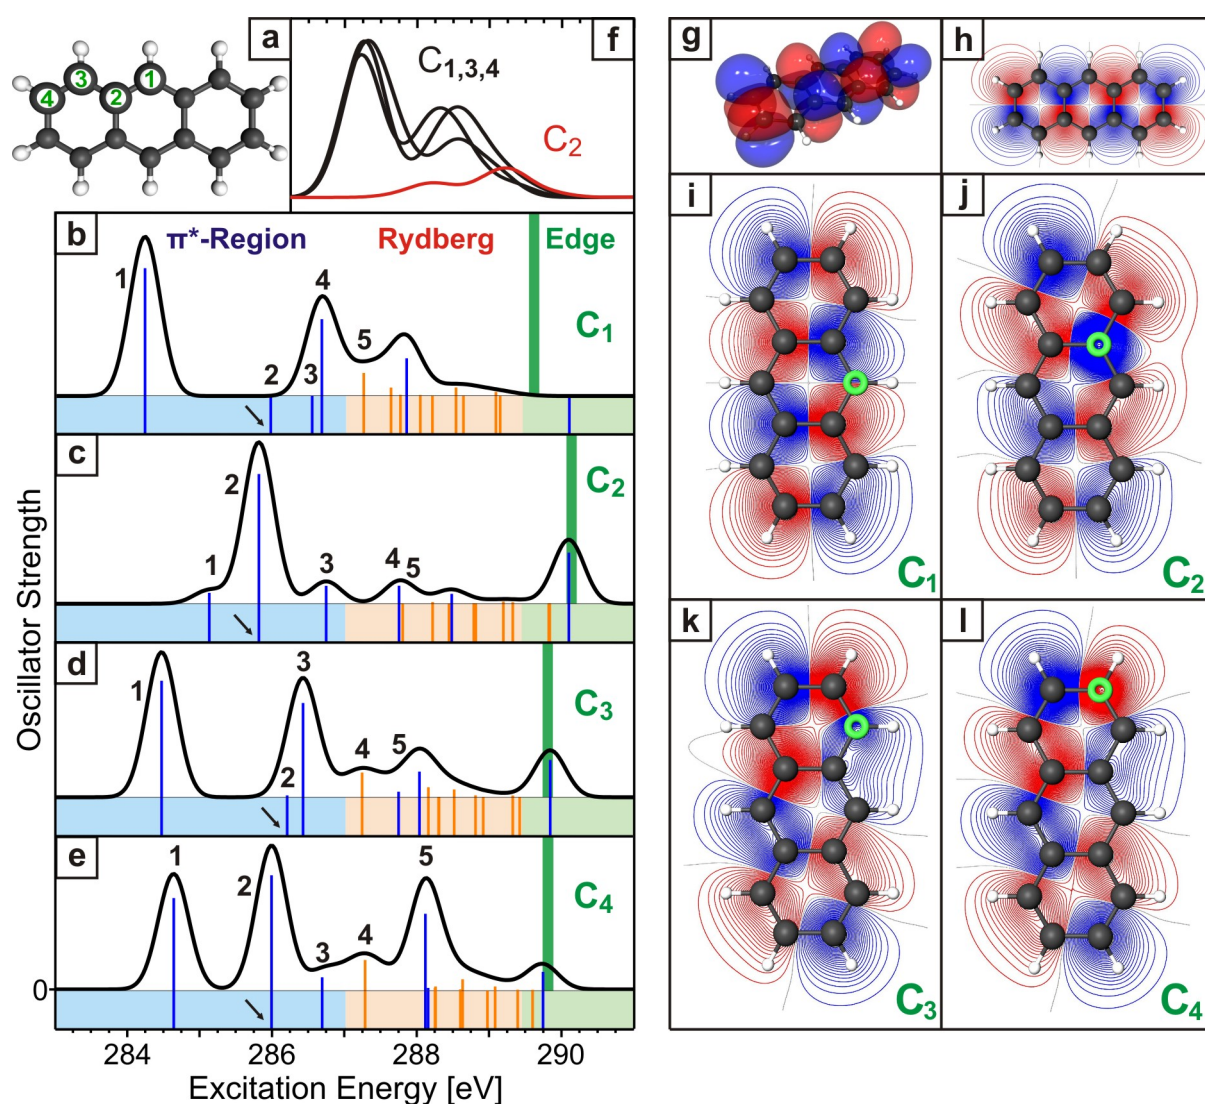 a
3
1
4
2
f
C1,3,4
C2
b
π*-Region
Rydberg
Edge
1
4
5
2
3
C1
c
2
1
3
4
5
C2
d
1
3
2
4
5
C3
e
1
2
3
4
5
C4
0
Oscillator Strength
284
286
288
290
Excitation Energy [eV]
g
h
i
C1
j
C2
k
C3
l
C4